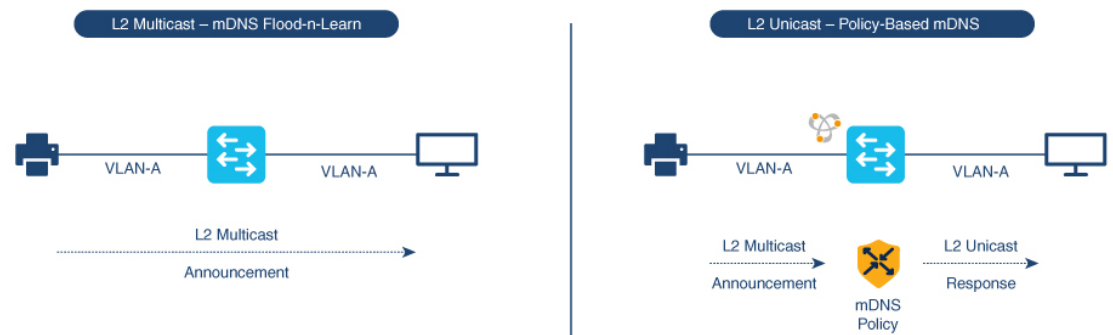 L2 Multicast – mDNS Flood-n-Learn
L2 Unicast – Policy-Based mDNS
VLAN-A
VLAN-A
VLAN-A
VLAN-A
L2 Multicast
Announcement
L2 Multicast
Announcement
mDNS
Policy
L2 Unicast
Response